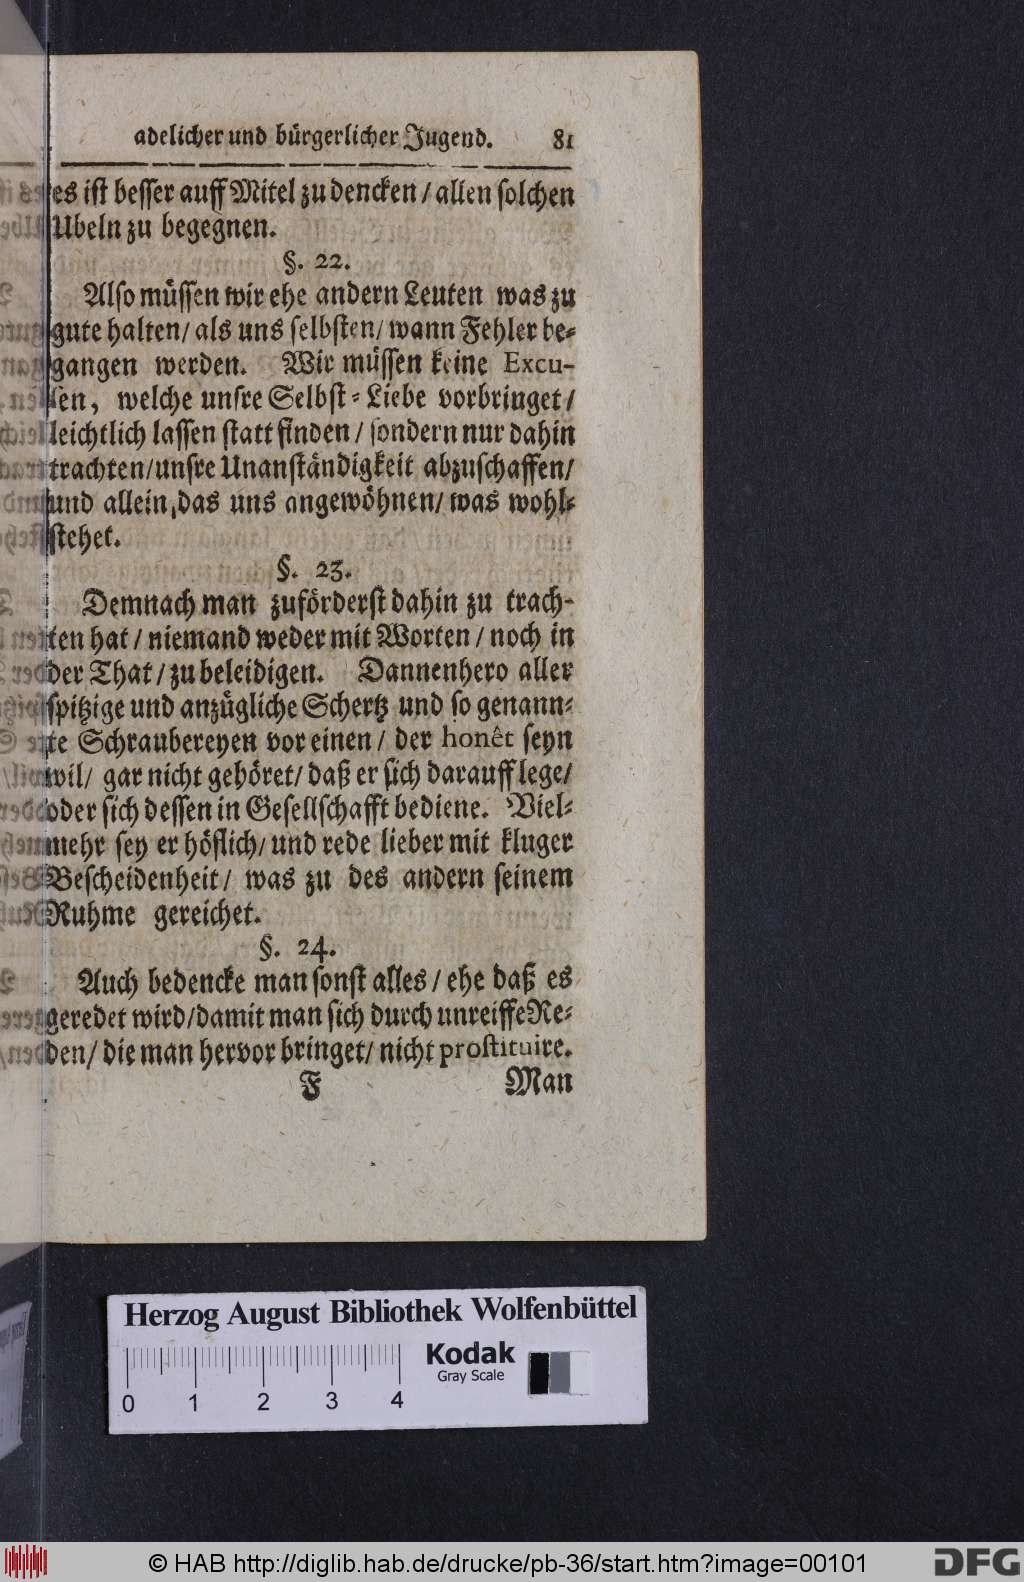 adelicher und bürgerlicher Jugend. 81
es ist besser auff Mitel zu dencken / allen solchen
Ubeln zu begegnen.
§. 22.
Also müssen wir ehe andern Leuten was zu
gute halten / als uns selbsten / wann Fehler be-
gangen werden. Wir müssen keine Excu-
sen, welche unsre Selbst-Liebe vorbringet /
leichtlich lassen statt finden / sondern nur dahin
trachten / unsre Unanständigkeit abzuschaffen /
und allein, das uns angewöhnen / was wohl-
stehet.
§. 23.
Demnach man zuförderst dahin zu trach-
ten hat / niemand weder mit Worten / noch in
der That / zu beleidigen. Dannenhero aller
spitzige und anzügliche Schertz und so genann-
te Schraubereyen vor einen / der honêt seyn
wil / gar nicht gehöret / daß er sich darauff lege /
oder sich dessen in Gesellschafft bediene. Viel-
mehr sey er höflich / und rede lieber mit kluger
Bescheidenheit / was zu des andern seinem
Ruhme gereichet.
§. 24.
Auch bedencke man sonst alles / ehe daß es
geredet wird / damit man sich durch unreiffe Re-
den / die man hervor bringet / nicht prostituire.
F Man
Herzog August Bibliothek Wolfenbüttel
Kodak
Gray Scale
0 1 2 3 4
© HAB http://diglib.hab.de/drucke/pb-36/start.htm?image=00101
DFG